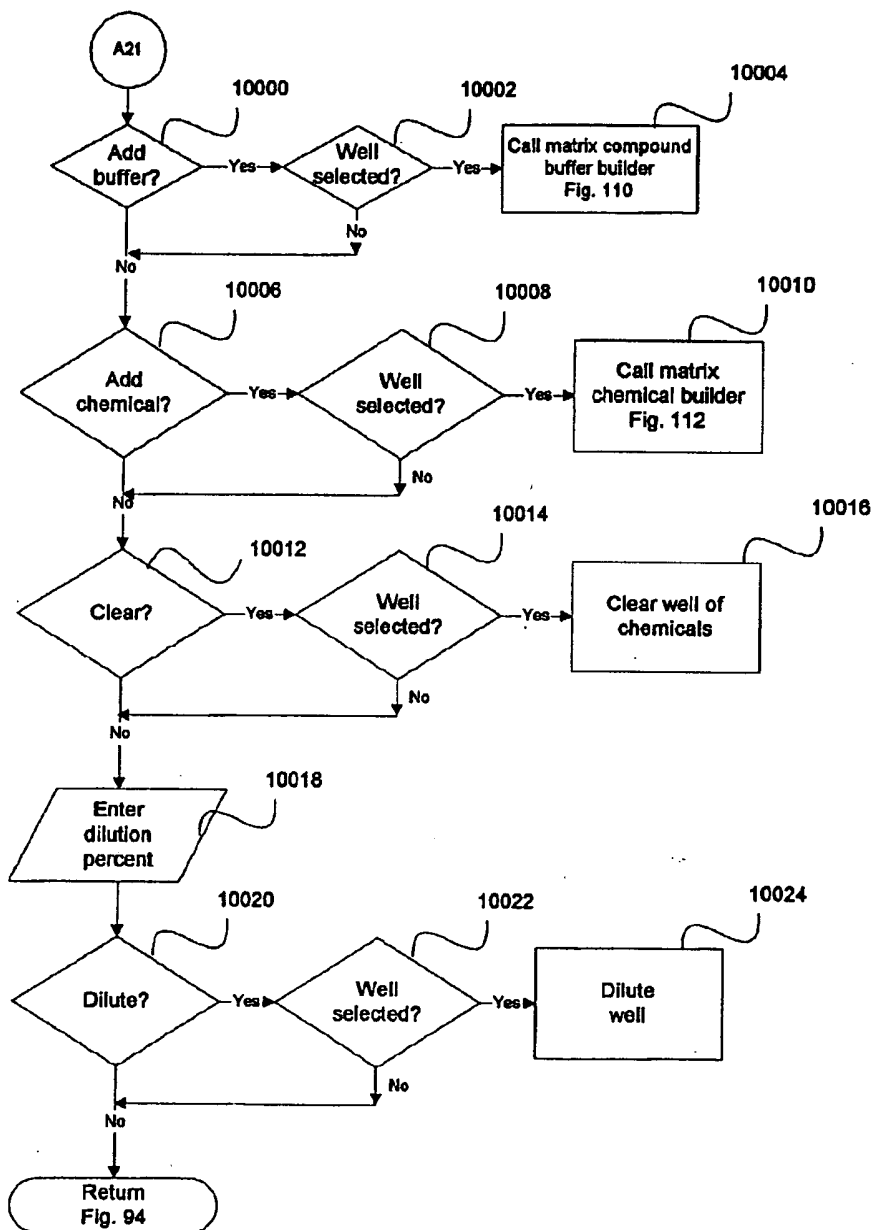 A21
10000
10002
10004
Add
buffer?
Yes
Well
selected?
Yes
Call matrix compound
buffer builder
Fig. 110
No
No
10006
10008
10010
Add
chemical?
Yes
Well
selected?
Yes
Call matrix
chemical builder
Fig. 112
No
No
10012
10014
10016
Clear?
Yes
Well
selected?
Yes
Clear well of
chemicals
No
No
10018
Enter
dilution
percent
10020
10022
10024
Dilute?
Yes
Well
selected?
Yes
Dilute
well
No
No
Return
Fig. 94